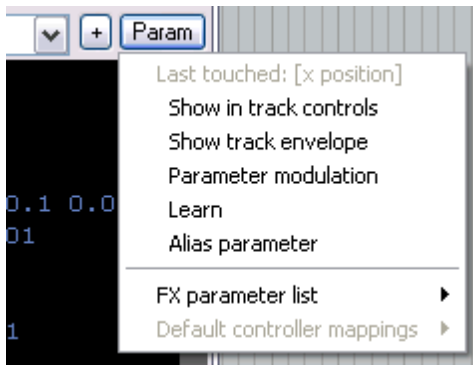 + Param
Last touched: [x position]
Show in track controls
Show track envelope
Parameter modulation
0.1 0.0 Learn
01 Alias parameter
FX parameter list
1 Default controller mappings